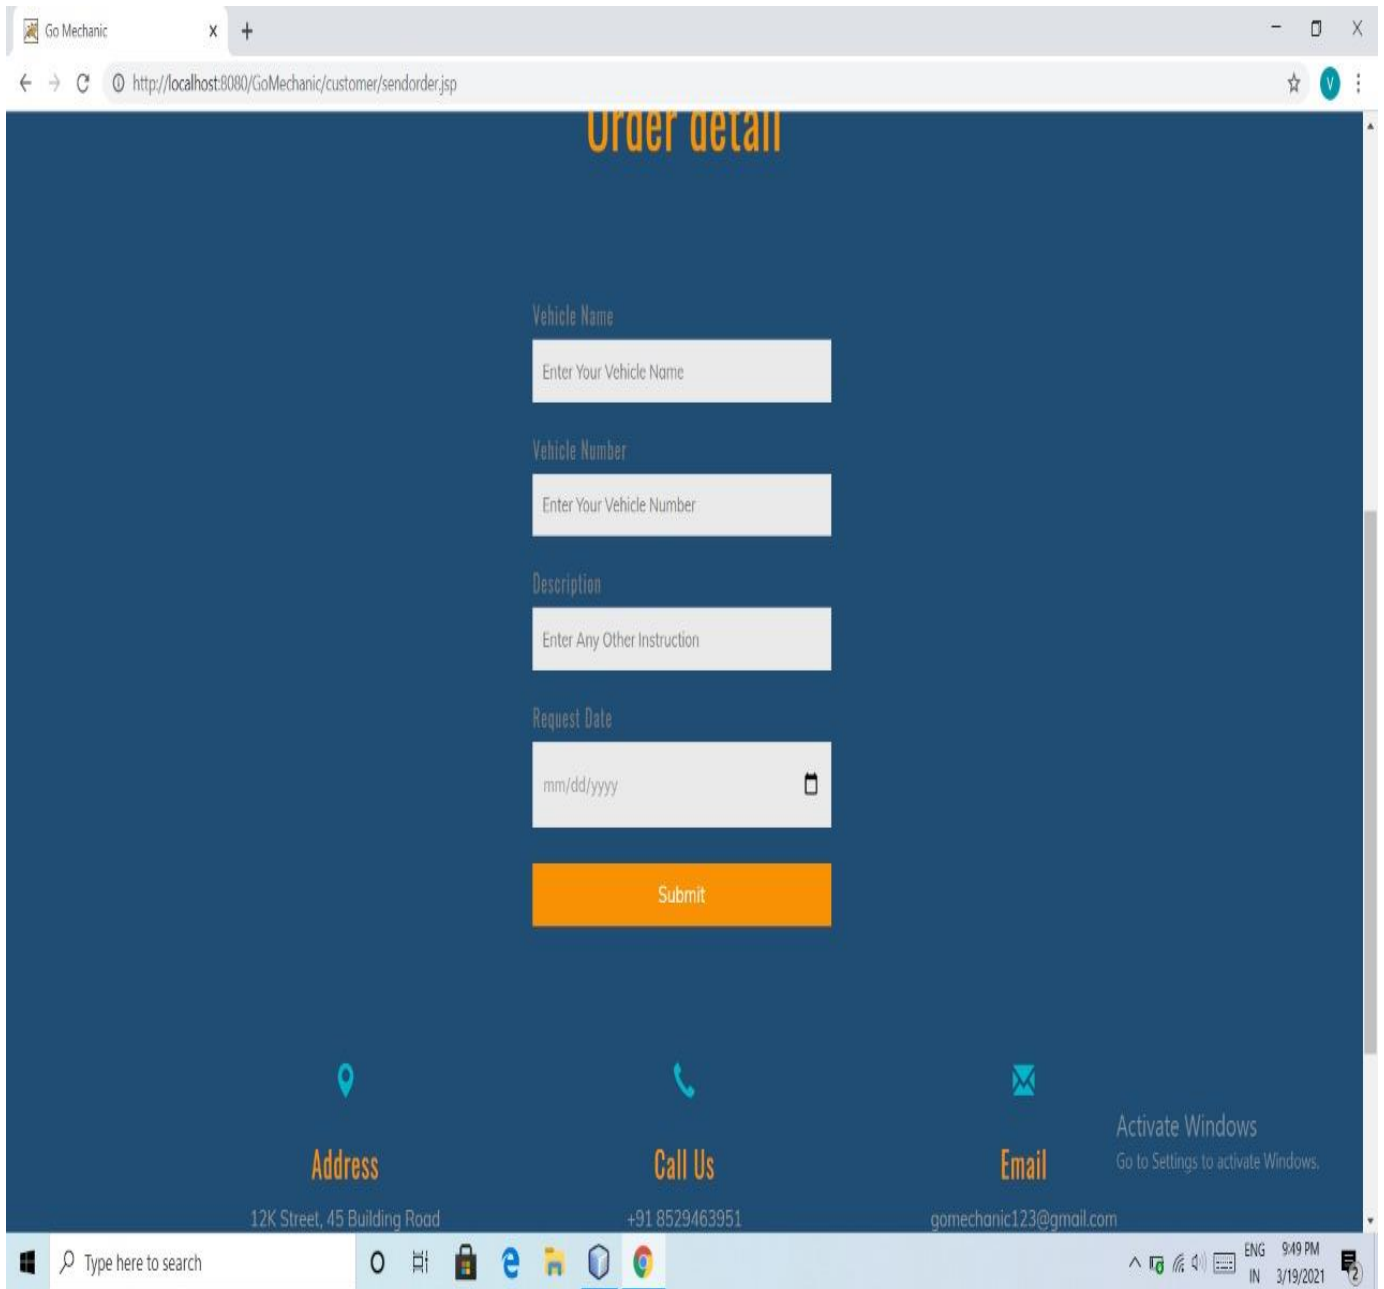 Go Mechanic
http://localhost:8080/GoMechanic/customer/sendorder.jsp
V
Order detail
Vehicle Name
Enter Your Vehicle Name
Vehicle Number
Enter Your Vehicle Number
Description
Enter Any Other Instruction
Request Date
mm/dd/yyyy
Submit
Address
Call Us
Email
12K Street, 45 Building Road
+91 8529463951
gomechanic123@gmail.com
Activate Windows
Go to Settings to activate Windows.
Type here to search
ENG
IN
9:49 PM
3/19/2021
2